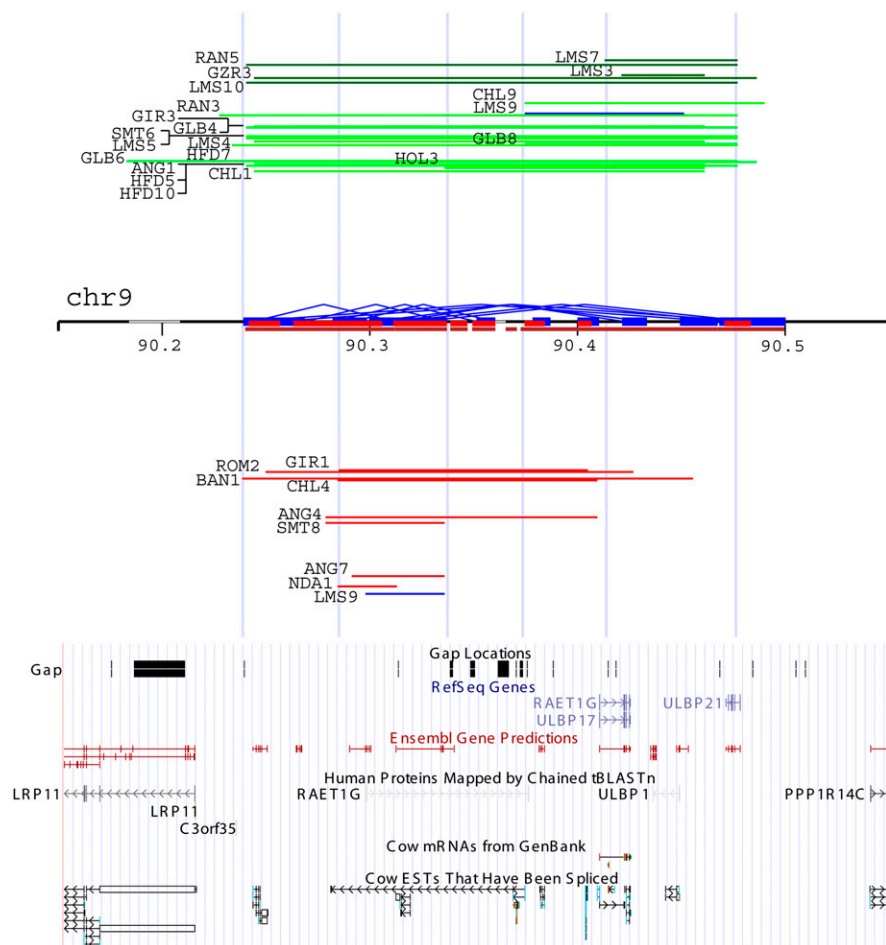 RAN5 LMS7
GZR3 LMS3
LMS10
CHL9
RAN3 LMS9
GIR3
GLB4
SMT6 GLB8
LMS5 LMS4
HFD7
GLB6 HOL3
ANG1
CHL1
HFD5
HFD10
chr9
90.2 90.3 90.4 90.5
GIR1
ROM2
BAN1
CHL4
ANG4
SMT8
ANG7
NDA1
LMS9
Gap Locations
Gap
RefSeq Genes
RAET1G ULBP21
ULBP17
Ensembl Gene Predictions
Human Proteins Mapped by Chained tBLASTn
LRP11 RAET1G ULBP1 PPP1R14C
LRP11
C3orf35
Cow mRNAs from GenBank
Cow ESTs That Have Been Spliced